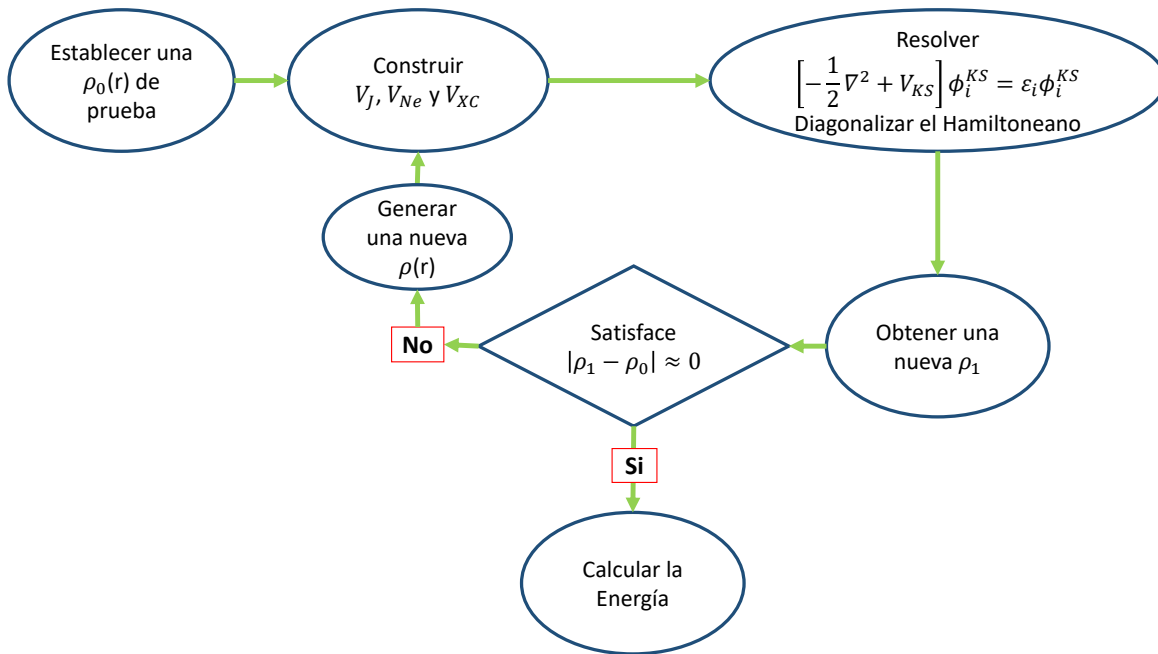 Establecer una
ρ₀(r) de
prueba
Construir
V_J, V_Ne y V_XC
Resolver
[−1/2 ∇² + V_KS] ϕ_i^KS = ε_i ϕ_i^KS
Diagonalizar el Hamiltoneano
Generar
una nueva
ρ(r)
No
Satisface
|ρ₁ − ρ₀| ≈ 0
Obtener una
nueva ρ₁
Si
Calcular la
Energía